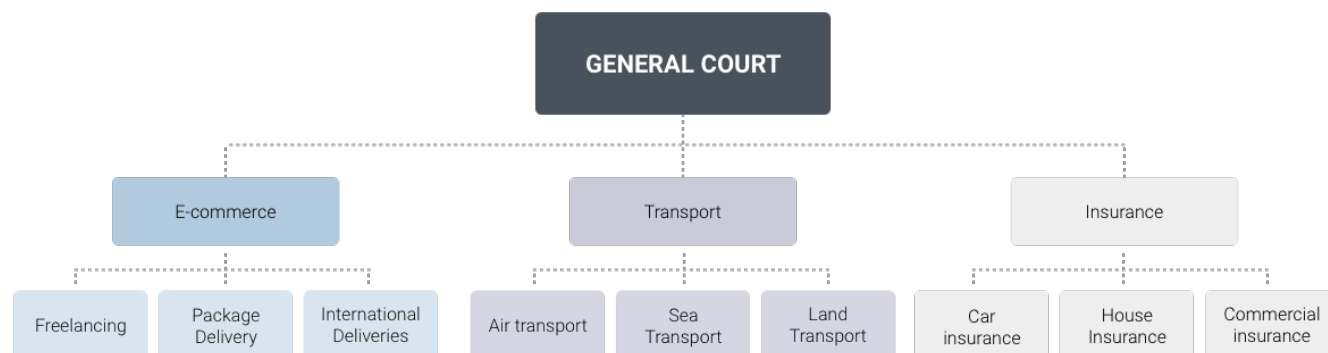 GENERAL COURT
E-commerce
Transport
Insurance
Freelancing
Package
Delivery
International
Deliveries
Air transport
Sea
Transport
Land
Transport
Car
insurance
House
Insurance
Commercial
insurance